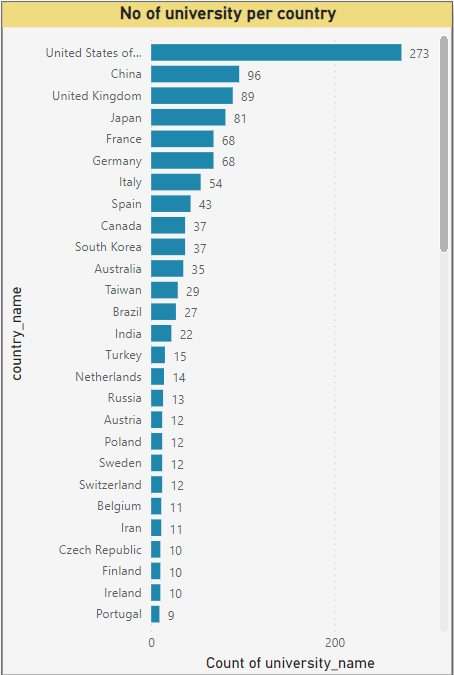 No of university per country
United States of... 273
China 96
United Kingdom 89
Japan 81
France 68
Germany 68
Italy 54
Spain 43
Canada 37
South Korea 37
Australia 35
Taiwan 29
Brazil 27
India 22
Turkey 15
Netherlands 14
Russia 13
Austria 12
Poland 12
Sweden 12
Switzerland 12
Belgium 11
Iran 11
Czech Republic 10
Finland 10
Ireland 10
Portugal 9
country_name
0 200
Count of university_name